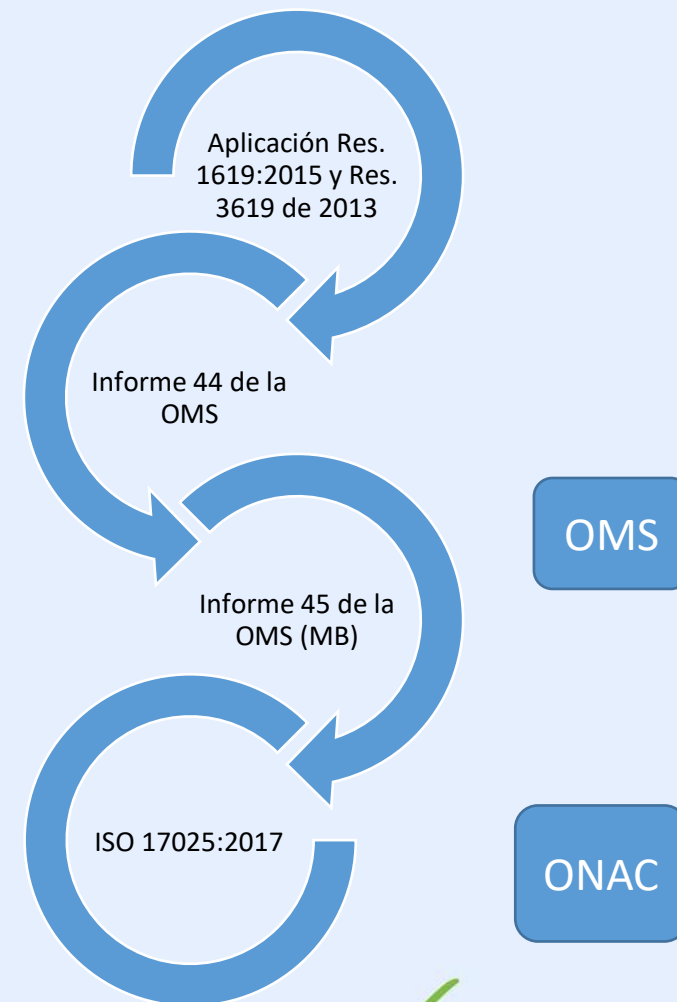 Aplicación Res.
1619:2015 y Res.
3619 de 2013
Informe 44 de la
OMS
OMS
Informe 45 de la
OMS (MB)
ISO 17025:2017
ONAC